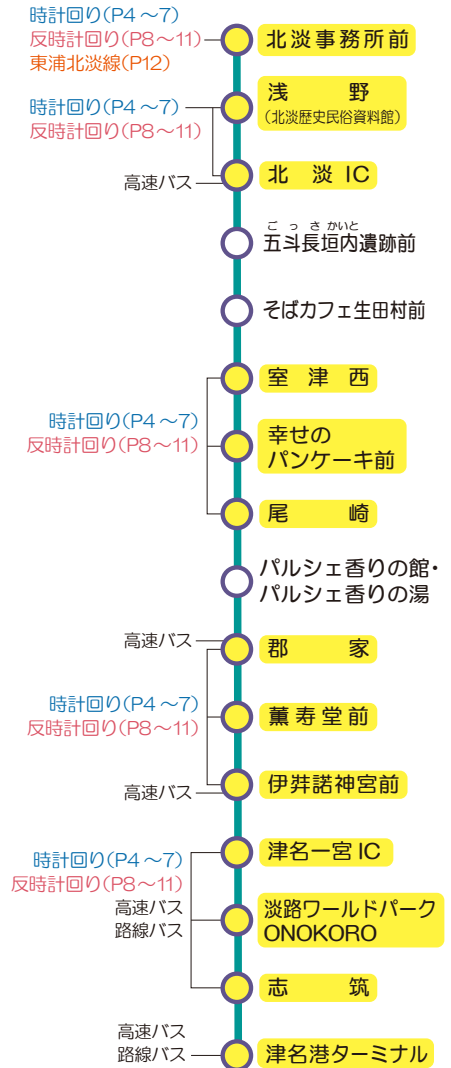 時計回り(P4～7)
反時計回り(P8～11)
東浦北淡線(P12)
北淡事務所前
時計回り(P4～7)
反時計回り(P8～11)
浅野
(北淡歴史民俗資料館)
高速バス
北淡IC
ごっさかいと
五斗長垣内遺跡前
そばカフェ生田村前
室津西
時計回り(P4～7)
反時計回り(P8～11)
幸せの
パンケーキ前
尾崎
パルシェ香りの館・
パルシェ香りの湯
高速バス
郡家
時計回り(P4～7)
反時計回り(P8～11)
薫寿堂前
高速バス
伊弉諾神宮前
津名一宮IC
時計回り(P4～7)
反時計回り(P8～11)
高速バス
路線バス
淡路ワールドパーク
ONOKORO
志筑
高速バス
路線バス
津名港ターミナル